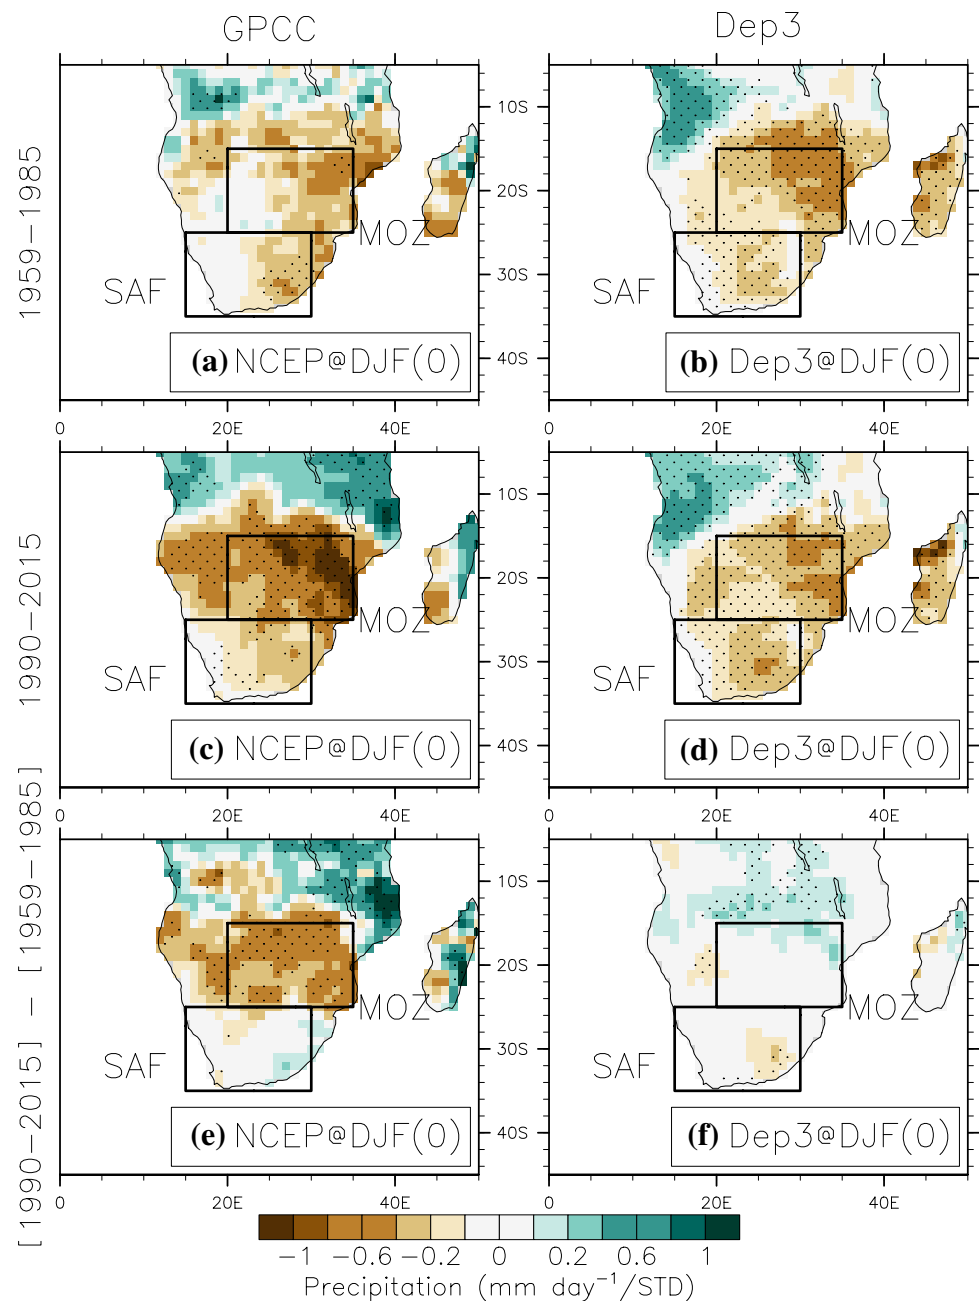 GPCC Dep3
1959-1985
10S
20S
30S
40S
MOZ MOZ
SAF SAF
(a) NCEP@DJF(0) (b) Dep3@DJF(0)
0 20E 40E 0 20E 40E
1990-2015
10S
20S
30S
40S
MOZ MOZ
SAF SAF
(c) NCEP@DJF(0) (d) Dep3@DJF(0)
0 20E 40E 0 20E 40E
[1990-2015] - [1959-1985]
10S
20S
30S
40S
MOZ MOZ
SAF SAF
(e) NCEP@DJF(0) (f) Dep3@DJF(0)
0 20E 40E 0 20E 40E
-1 -0.6 -0.2 0 0.2 0.6 1
Precipitation (mm day⁻¹/STD)